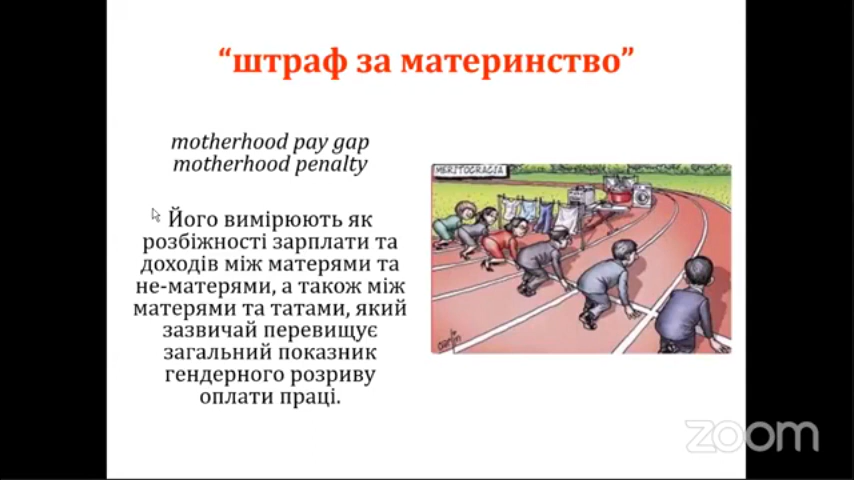 “штраф за материнство”
motherhood pay gap
motherhood penalty
Його вимірюють як
розбіжності зарплати та
доходів між матерями та
не-матерями, а також між
матерями та татами, який
зазвичай перевищує
загальний показник
гендерного розриву
оплати праці.
MERITOCRACIA
zoom